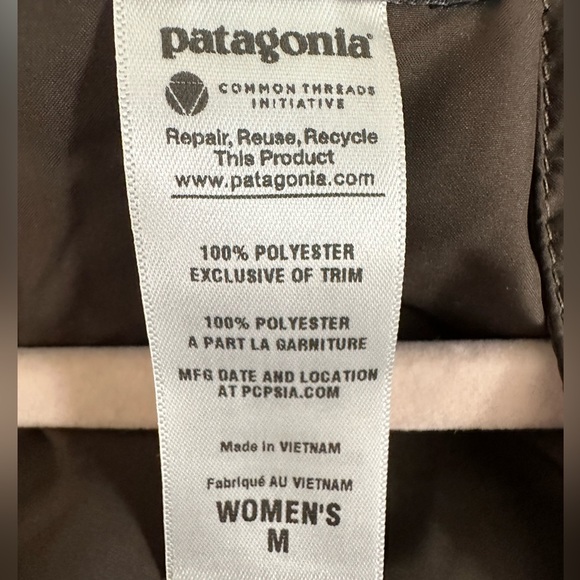 patagonia
COMMON THREADS
INITIATIVE
Repair, Reuse, Recycle
This Product
www.patagonia.com
100% POLYESTER
EXCLUSIVE OF TRIM
100% POLYESTER
A PART LA GARNITURE
MFG DATE AND LOCATION
AT PCPSIA.COM
Made in VIETNAM
Fabriqué AU VIETNAM
WOMEN'S
M